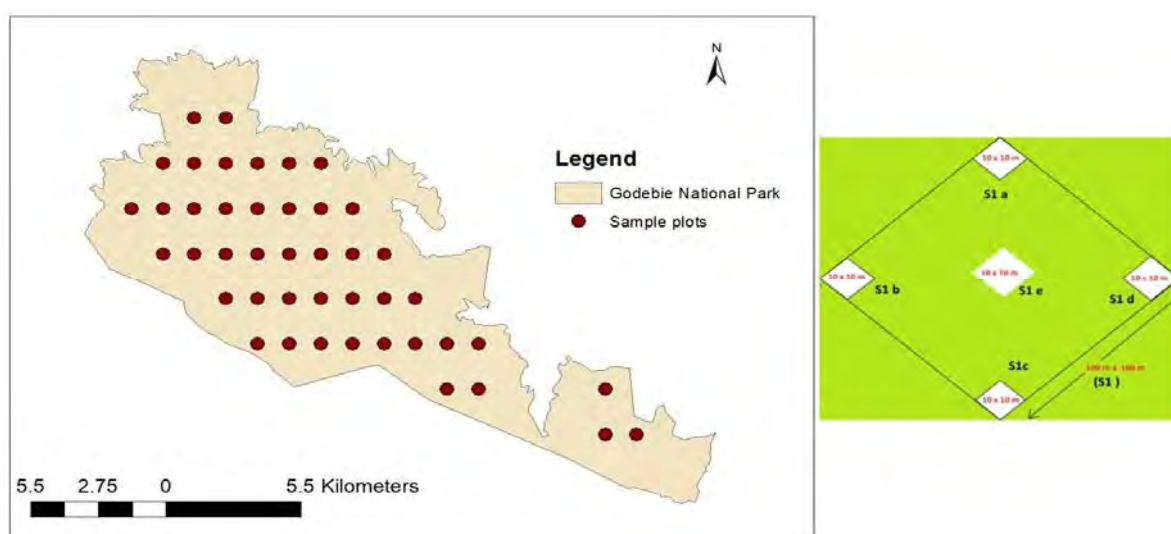 N
Legend
Godebie National Park
Sample plots
5.5 2.75 0 5.5 Kilometers
10 x 10 m
S1 a
10 x 10 m
S1 b
10 x 10 m
S1 e
10 x 10 m
S1 d
S1c
100 m x 100 m
(S1 )
10 x 10 m